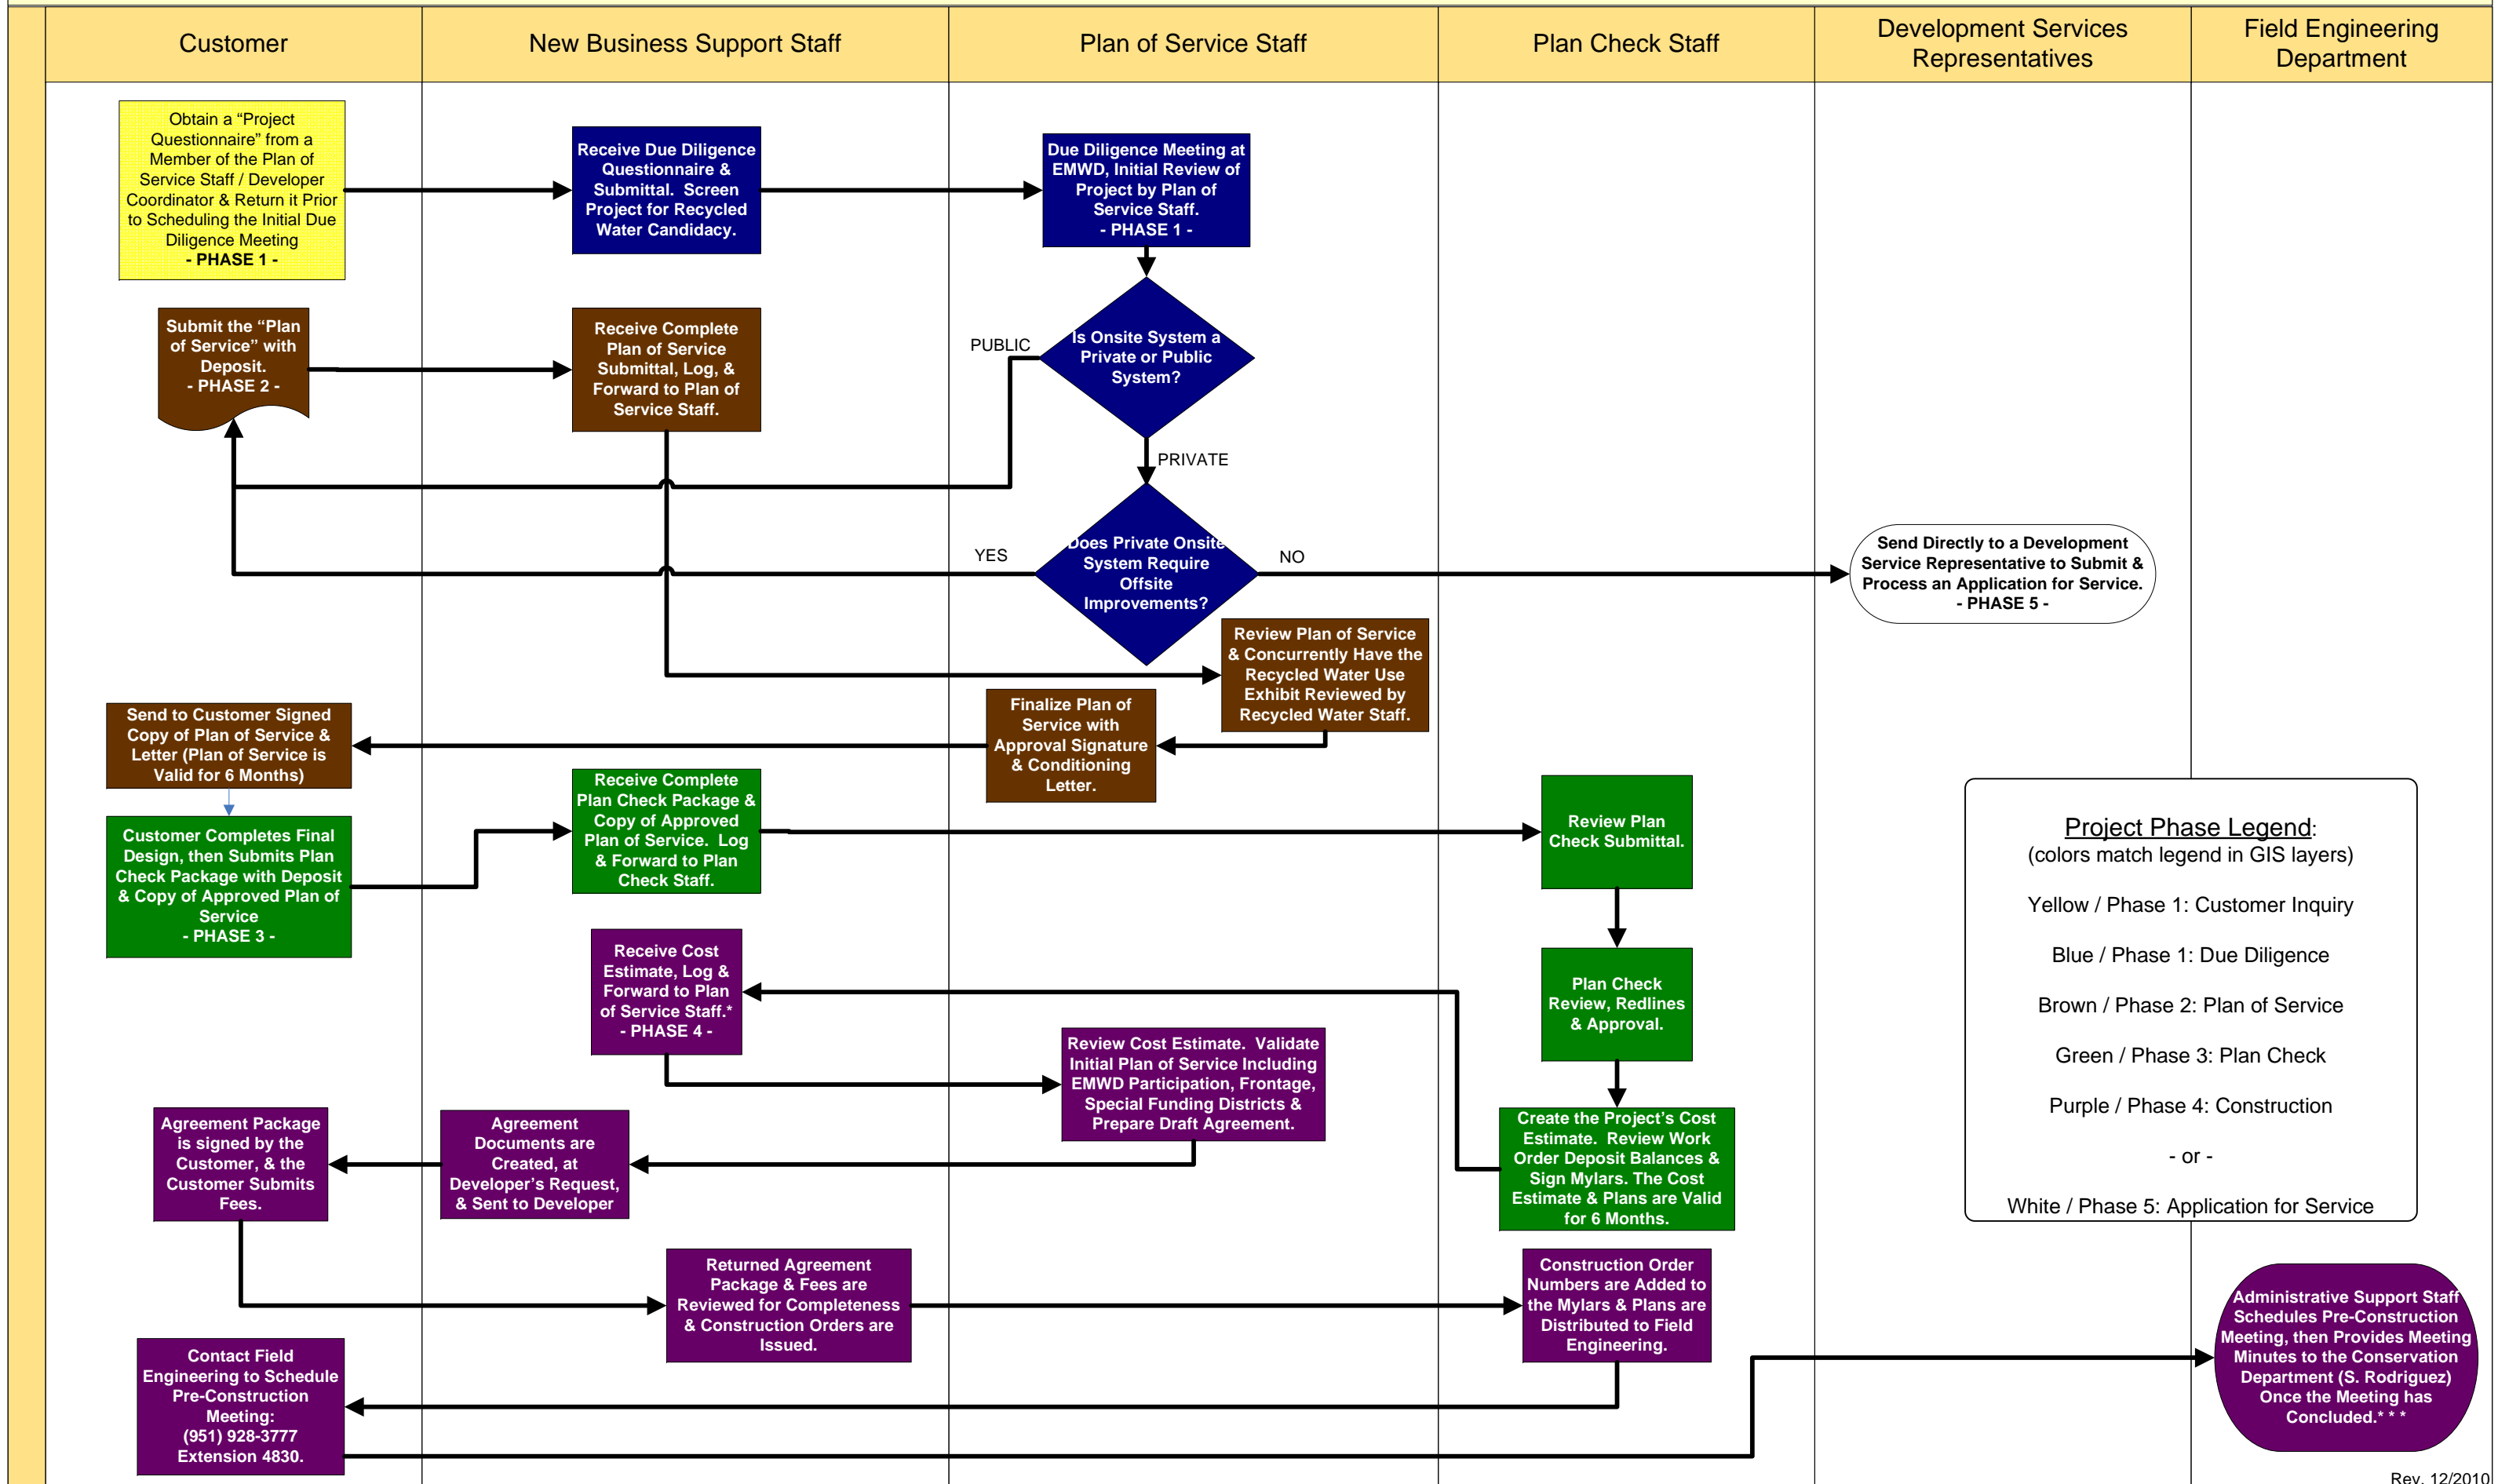 Customer
New Business Support Staff
Plan of Service Staff
Plan Check Staff
Development Services
Representatives
Field Engineering
Department
Obtain a “Project
Questionnaire” from a
Member of the Plan of
Service Staff / Developer
Coordinator & Return it Prior
to Scheduling the Initial Due
Diligence Meeting
- PHASE 1 -
Receive Due Diligence
Questionnaire &
Submittal. Screen
Project for Recycled
Water Candidacy.
Due Diligence Meeting at
EMWD, Initial Review of
Project by Plan of
Service Staff.
- PHASE 1 -
Submit the “Plan
of Service” with
Deposit.
- PHASE 2 -
Receive Complete
Plan of Service
Submittal, Log, &
Forward to Plan of
Service Staff.
PUBLIC
Is Onsite System a
Private or Public
System?
PRIVATE
YES
Does Private Onsite
System Require
Offsite
Improvements?
NO
Send Directly to a Development
Service Representative to Submit &
Process an Application for Service.
- PHASE 5 -
Review Plan of Service
& Concurrently Have the
Recycled Water Use
Exhibit Reviewed by
Recycled Water Staff.
Send to Customer Signed
Copy of Plan of Service &
Letter (Plan of Service is
Valid for 6 Months)
Finalize Plan of
Service with
Approval Signature
& Conditioning
Letter.
Customer Completes Final
Design, then Submits Plan
Check Package with Deposit
& Copy of Approved Plan of
Service
- PHASE 3 -
Receive Complete
Plan Check Package &
Copy of Approved
Plan of Service. Log
& Forward to Plan
Check Staff.
Review Plan
Check Submittal.
Project Phase Legend:
(colors match legend in GIS layers)
Yellow / Phase 1: Customer Inquiry
Blue / Phase 1: Due Diligence
Brown / Phase 2: Plan of Service
Green / Phase 3: Plan Check
Purple / Phase 4: Construction
- or -
White / Phase 5: Application for Service
Receive Cost
Estimate, Log &
Forward to Plan
of Service Staff.*
- PHASE 4 -
Plan Check
Review, Redlines
& Approval.
Review Cost Estimate. Validate
Initial Plan of Service Including
EMWD Participation, Frontage,
Special Funding Districts &
Prepare Draft Agreement.
Agreement Package
is signed by the
Customer, & the
Customer Submits
Fees.
Agreement
Documents are
Created, at
Developer’s Request,
& Sent to Developer
Create the Project’s Cost
Estimate. Review Work
Order Deposit Balances &
Sign Mylars. The Cost
Estimate & Plans are Valid
for 6 Months.
Returned Agreement
Package & Fees are
Reviewed for Completeness
& Construction Orders are
Issued.
Construction Order
Numbers are Added to
the Mylars & Plans are
Distributed to Field
Engineering.
Contact Field
Engineering to Schedule
Pre-Construction
Meeting:
(951) 928-3777
Extension 4830.
Administrative Support Staff
Schedules Pre-Construction
Meeting, then Provides Meeting
Minutes to the Conservation
Department (S. Rodriguez)
Once the Meeting has
Concluded.* * *
Rev. 12/2010